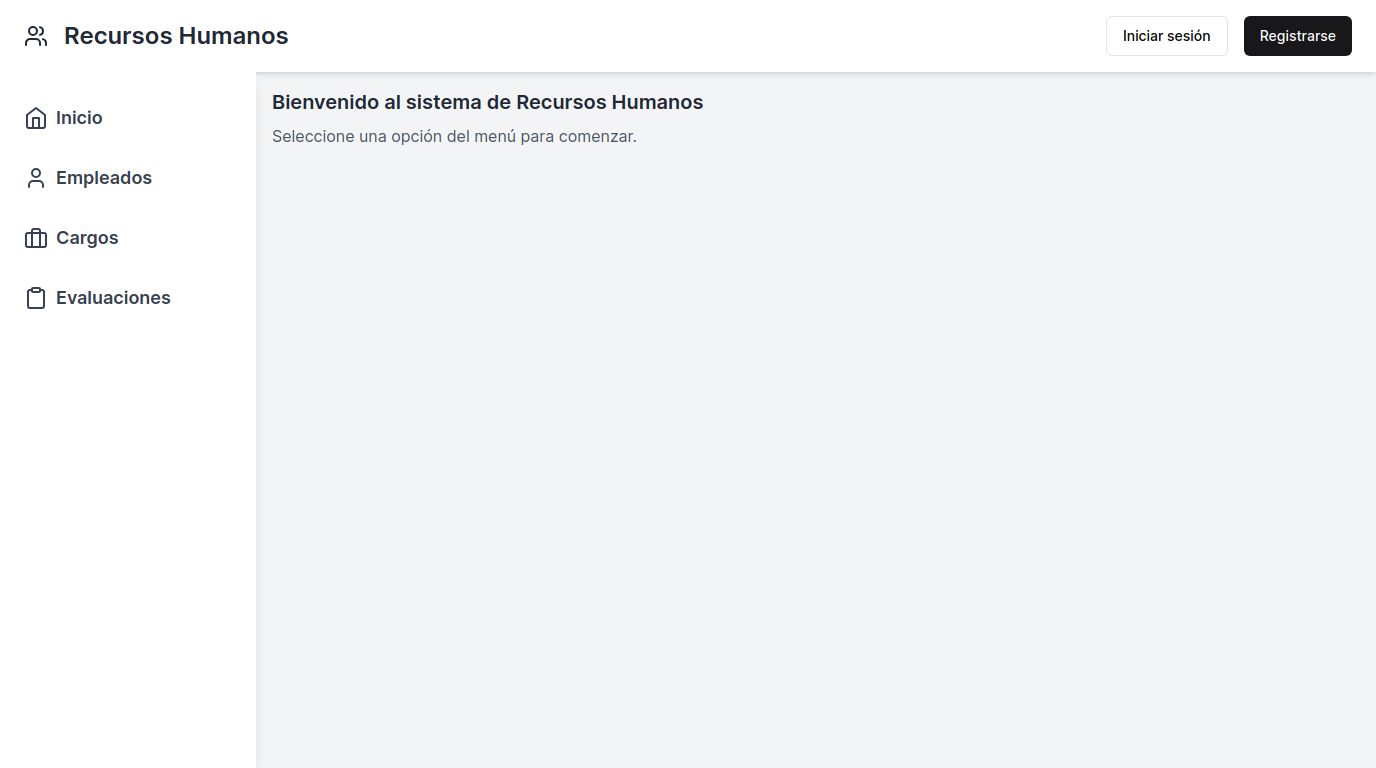 Recursos Humanos
Iniciar sesión
Registrarse
Inicio
Empleados
Cargos
Evaluaciones
Bienvenido al sistema de Recursos Humanos
Seleccione una opción del menú para comenzar.